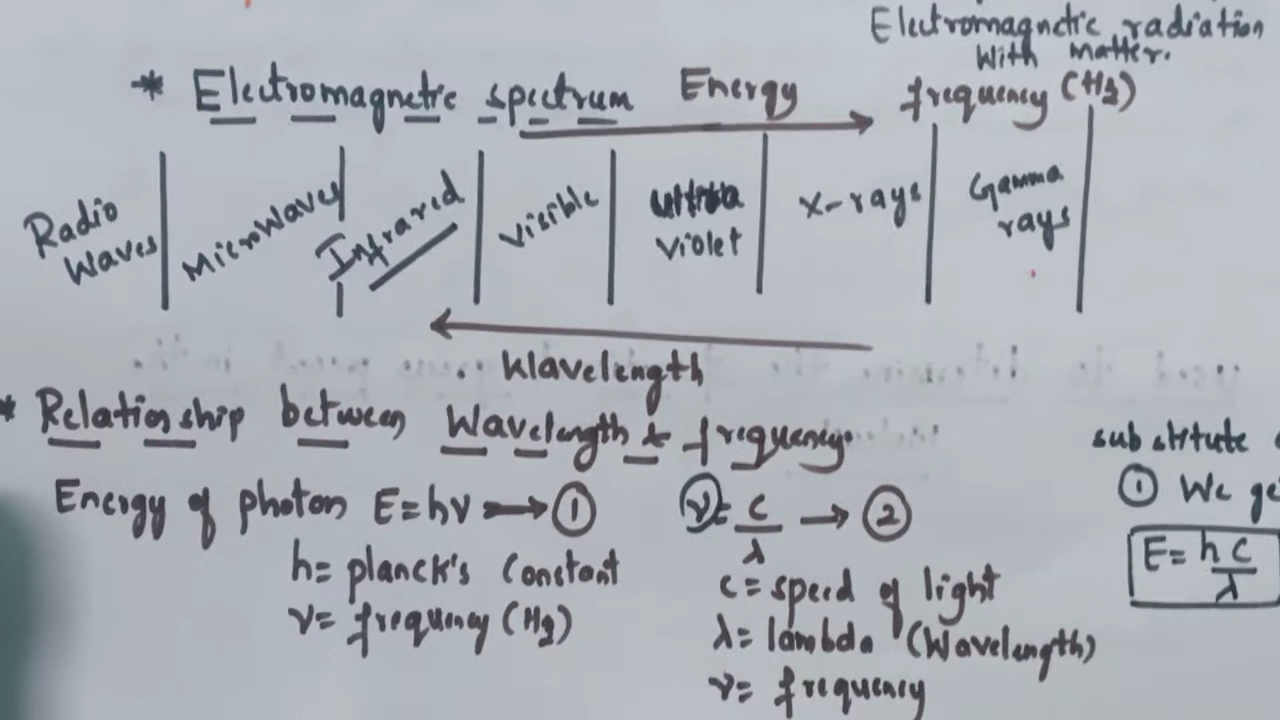 Electromagnetic radiation
With matter.
* Electromagnetic spectrum Energy frequency (Hz)
Radio Waves
MicroWaves
Infrared
Visible
ultra Violet
X-rays
Gamma rays
Wavelength
* Relationship between Wavelength & frequency.
Energy of photon E=hν → ① ν = c/λ → ②
h= planck's Constant
ν= frequency (Hz)
c= speed of light
λ= lambda (Wavelength)
ν= frequency
substitute
① We ge
E= hc/λ